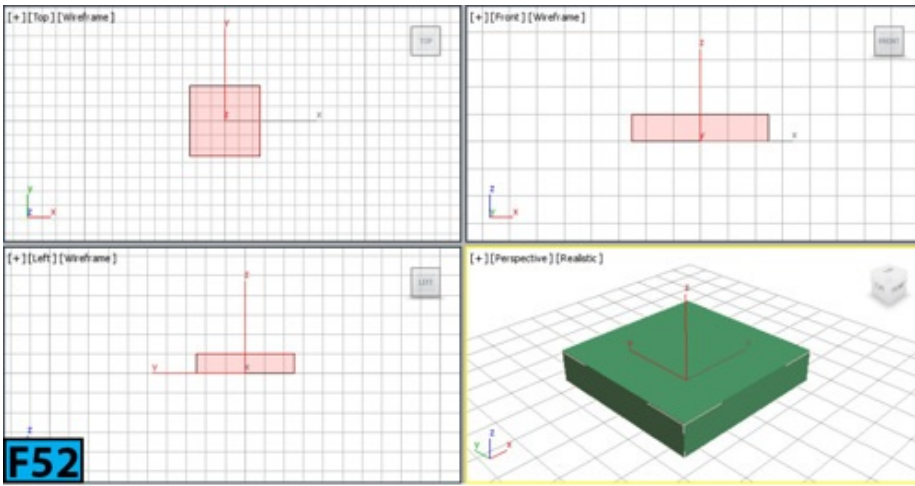 [+][Top][Wireframe]
TOP
y
x
z
y
z
x
[+][Front][Wireframe]
FRONT
z
x
y
z
y
x
[+][Left][Wireframe]
LEFT
z
y
x
z
F52
[+][Perspective][Realistic]
z
z
y
x